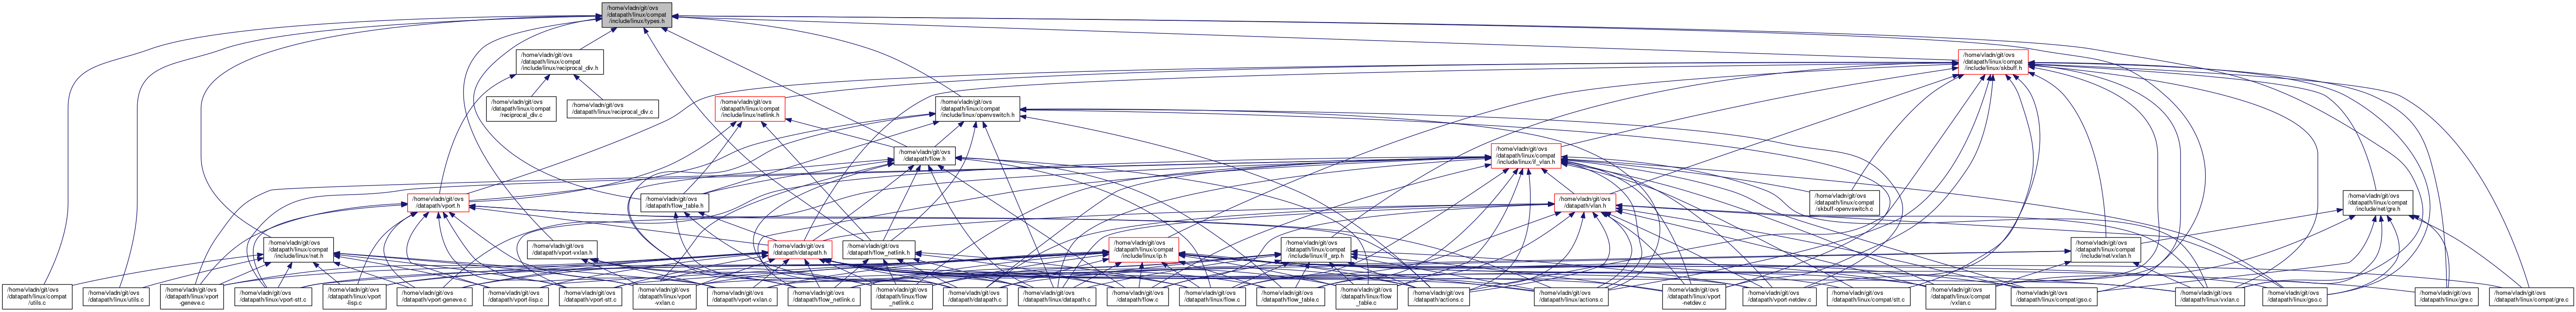 /home/vladn/git/ovs
/datapath/linux/compat
/include/linux/types.h
/home/vladn/git/ovs
/datapath/linux/compat
/include/linux/reciprocal_div.h
/home/vladn/git/ovs
/datapath/linux/compat
/include/linux/skbuff.h
/home/vladn/git/ovs
/datapath/linux/compat
/reciprocal_div.c
/home/vladn/git/ovs
/datapath/linux/reciprocal_div.c
/home/vladn/git/ovs
/datapath/linux/compat
/include/linux/netlink.h
/home/vladn/git/ovs
/datapath/linux/compat
/include/linux/openvswitch.h
/home/vladn/git/ovs
/datapath/flow.h
/home/vladn/git/ovs
/datapath/linux/compat
/include/linux/if_vlan.h
/home/vladn/git/ovs
/datapath/vport.h
/home/vladn/git/ovs
/datapath/flow_table.h
/home/vladn/git/ovs
/datapath/vlan.h
/home/vladn/git/ovs
/datapath/linux/compat
/skbuff-openvswitch.c
/home/vladn/git/ovs
/datapath/linux/compat
/include/net/gre.h
/home/vladn/git/ovs
/datapath/linux/compat
/include/linux/net.h
/home/vladn/git/ovs
/datapath/vport-vxlan.h
/home/vladn/git/ovs
/datapath/datapath.h
/home/vladn/git/ovs
/datapath/flow_netlink.h
/home/vladn/git/ovs
/datapath/linux/compat
/include/linux/ip.h
/home/vladn/git/ovs
/datapath/linux/compat
/include/linux/if_arp.h
/home/vladn/git/ovs
/datapath/linux/compat
/include/net/vxlan.h
/home/vladn/git/ovs
/datapath/linux/compat
/utils.c
/home/vladn/git/ovs
/datapath/linux/utils.c
/home/vladn/git/ovs
/datapath/linux/vport
-geneve.c
/home/vladn/git/ovs
/datapath/linux/vport-stt.c
/home/vladn/git/ovs
/datapath/linux/vport
-lisp.c
/home/vladn/git/ovs
/datapath/vport-geneve.c
/home/vladn/git/ovs
/datapath/vport-lisp.c
/home/vladn/git/ovs
/datapath/vport-stt.c
/home/vladn/git/ovs
/datapath/linux/vport
-vxlan.c
/home/vladn/git/ovs
/datapath/vport-vxlan.c
/home/vladn/git/ovs
/datapath/flow_netlink.c
/home/vladn/git/ovs
/datapath/linux/flow
_netlink.c
/home/vladn/git/ovs
/datapath/datapath.c
/home/vladn/git/ovs
/datapath/linux/datapath.c
/home/vladn/git/ovs
/datapath/flow.c
/home/vladn/git/ovs
/datapath/linux/flow.c
/home/vladn/git/ovs
/datapath/flow_table.c
/home/vladn/git/ovs
/datapath/linux/flow
_table.c
/home/vladn/git/ovs
/datapath/actions.c
/home/vladn/git/ovs
/datapath/linux/actions.c
/home/vladn/git/ovs
/datapath/linux/vport
-netdev.c
/home/vladn/git/ovs
/datapath/vport-netdev.c
/home/vladn/git/ovs
/datapath/linux/compat/stt.c
/home/vladn/git/ovs
/datapath/linux/compat
/vxlan.c
/home/vladn/git/ovs
/datapath/linux/compat/gso.c
/home/vladn/git/ovs
/datapath/linux/vxlan.c
/home/vladn/git/ovs
/datapath/linux/gso.c
/home/vladn/git/ovs
/datapath/linux/gre.c
/home/vladn/git/ovs
/datapath/linux/compat/gre.c